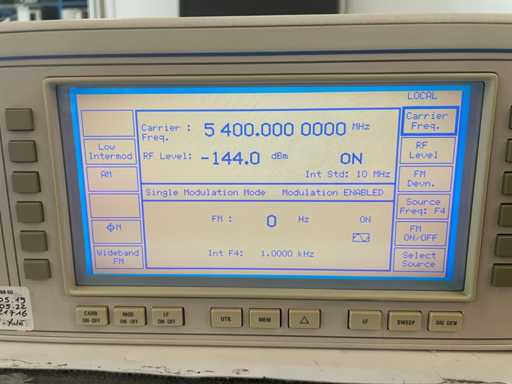 LOCAL
Carrier Freq.
Carrier Freq. : 5 400.000 0000 MHz
RF Level: -144.0 dBm ON
Int Std: 10 MHz
Low Intermod
RF Level
AM
FM Devn.
Single Modulation Mode Modulation ENABLED
Source Freq: F4
FM : 0 Hz ON
ΦM
FM ON/OFF
Int F4: 1.0000 kHz
Wideband FM
Select Source
CARR ON-OFF
MOD ON-OFF
LF ON-OFF
UTIL
MEM
△
LF
SWEEP
SIG GEN